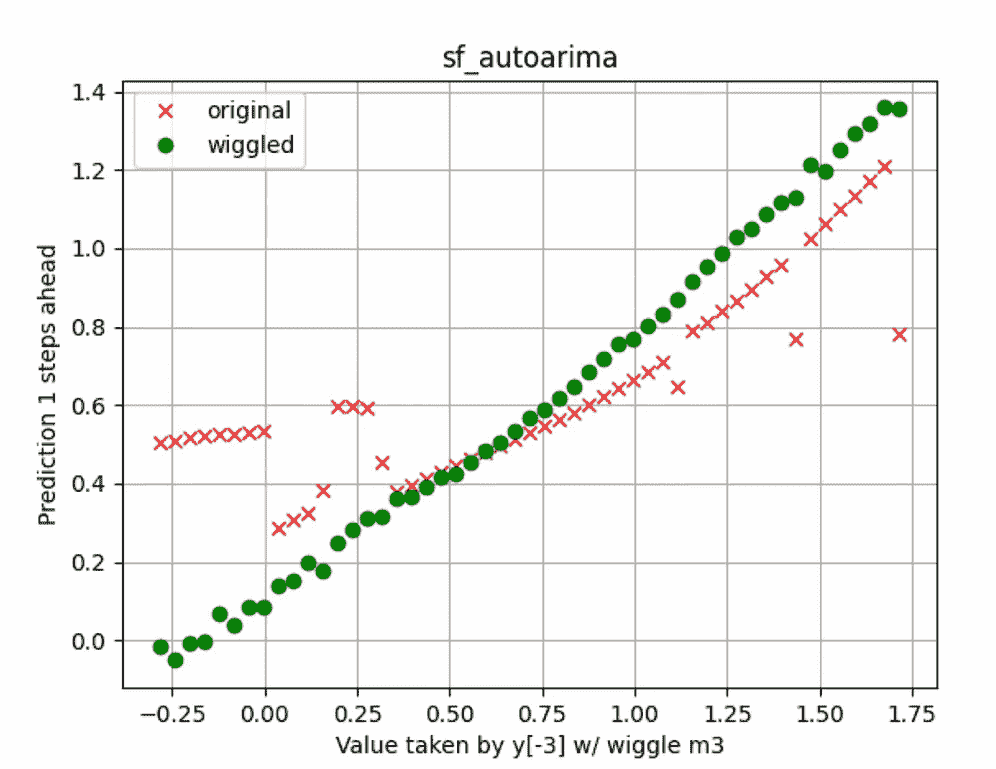 sf_autoarima
original
wiggled
1.4
1.2
1.0
0.8
0.6
0.4
0.2
0.0
Prediction 1 steps ahead
−0.25 0.00 0.25 0.50 0.75 1.00 1.25 1.50 1.75
Value taken by y[-3] w/ wiggle m3